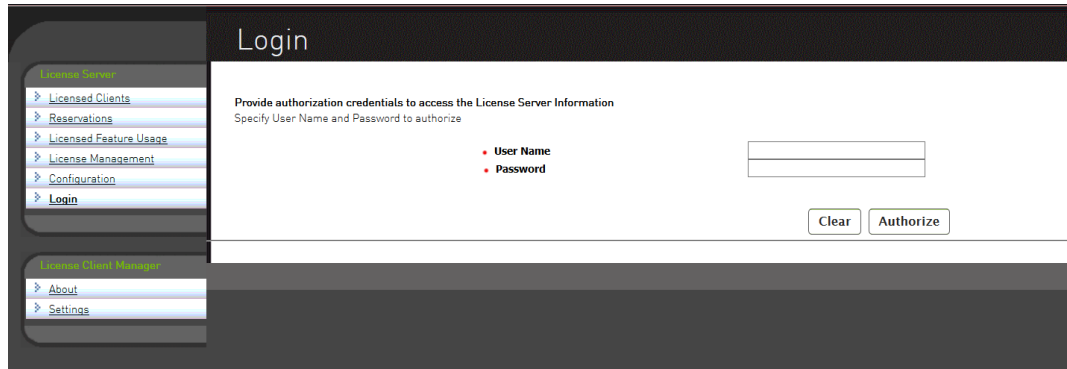 Login
License Server
Licensed Clients
Reservations
Licensed Feature Usage
License Management
Configuration
Login
Provide authorization credentials to access the License Server Information
Specify User Name and Password to authorize
User Name
Password
Clear Authorize
License Client Manager
About
Settings